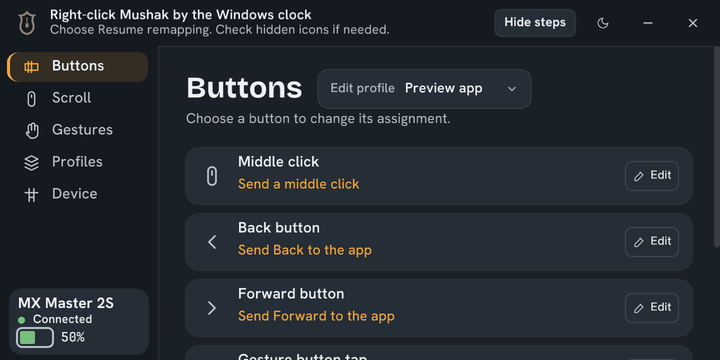 Right-click Mushak by the Windows clock
Choose Resume remapping. Check hidden icons if needed.
Hide steps
Buttons
Scroll
Gestures
Profiles
Device
MX Master 2S
Connected
50%
Buttons
Edit profile Preview app
Choose a button to change its assignment.
Middle click
Send a middle click
Edit
Back button
Send Back to the app
Edit
Forward button
Send Forward to the app
Edit
Gesture button tap